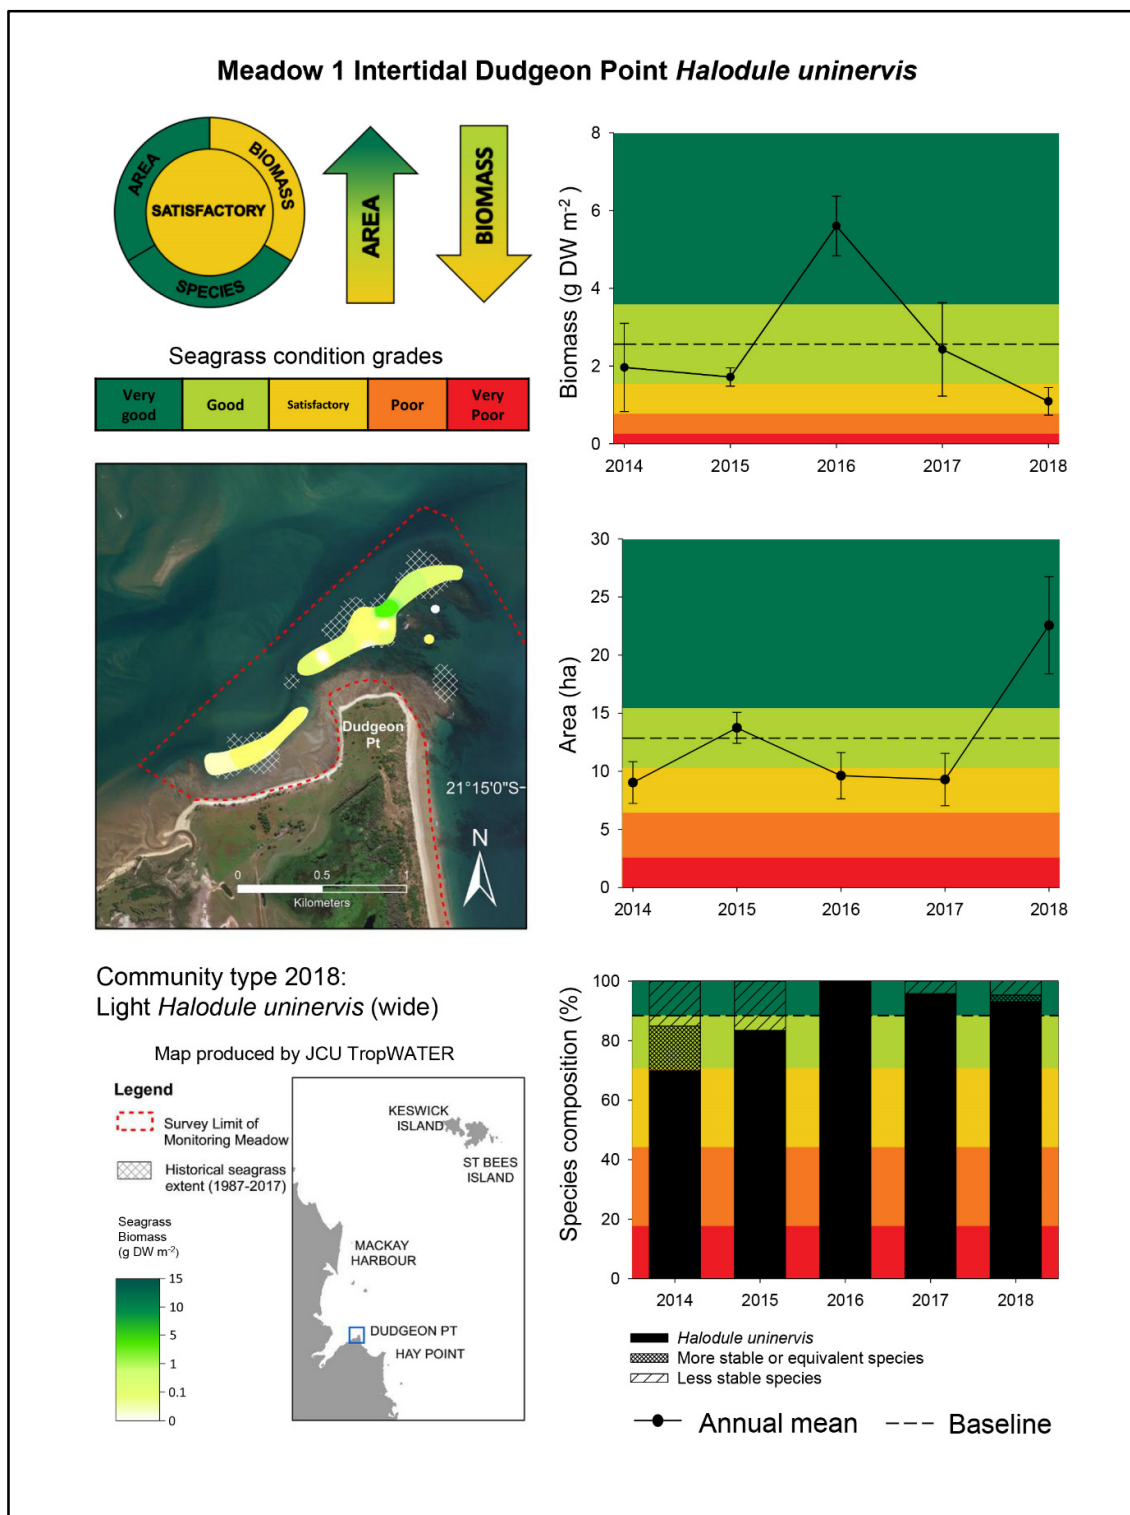 Meadow 1 Intertidal Dudgeon Point Halodule uninervis
AREA
BIOMASS
SPECIES
SATISFACTORY
AREA
BIOMASS
Seagrass condition grades
Very
good
Good
Satisfactory
Poor
Very
Poor
Dudgeon
Pt
21°15'0"S
N
0
0.5
1
Kilometers
Community type 2018:
Light Halodule uninervis (wide)
Map produced by JCU TropWATER
Legend
Survey Limit of
Monitoring Meadow
Historical seagrass
extent (1987-2017)
Seagrass
Biomass
(g DW m-2)
15
10
5
1
0.1
0
KESWICK
ISLAND
ST BEES
ISLAND
MACKAY
HARBOUR
DUDGEON PT
HAY POINT
Biomass (g DW m-2 )
8
6
4
2
0
2014 2015 2016 2017 2018
Area (ha)
30
25
20
15
10
5
0
2014 2015 2016 2017 2018
Species composition (%)
100
80
60
40
20
0
2014 2015 2016 2017 2018
Halodule uninervis
More stable or equivalent species
Less stable species
Annual mean
Baseline